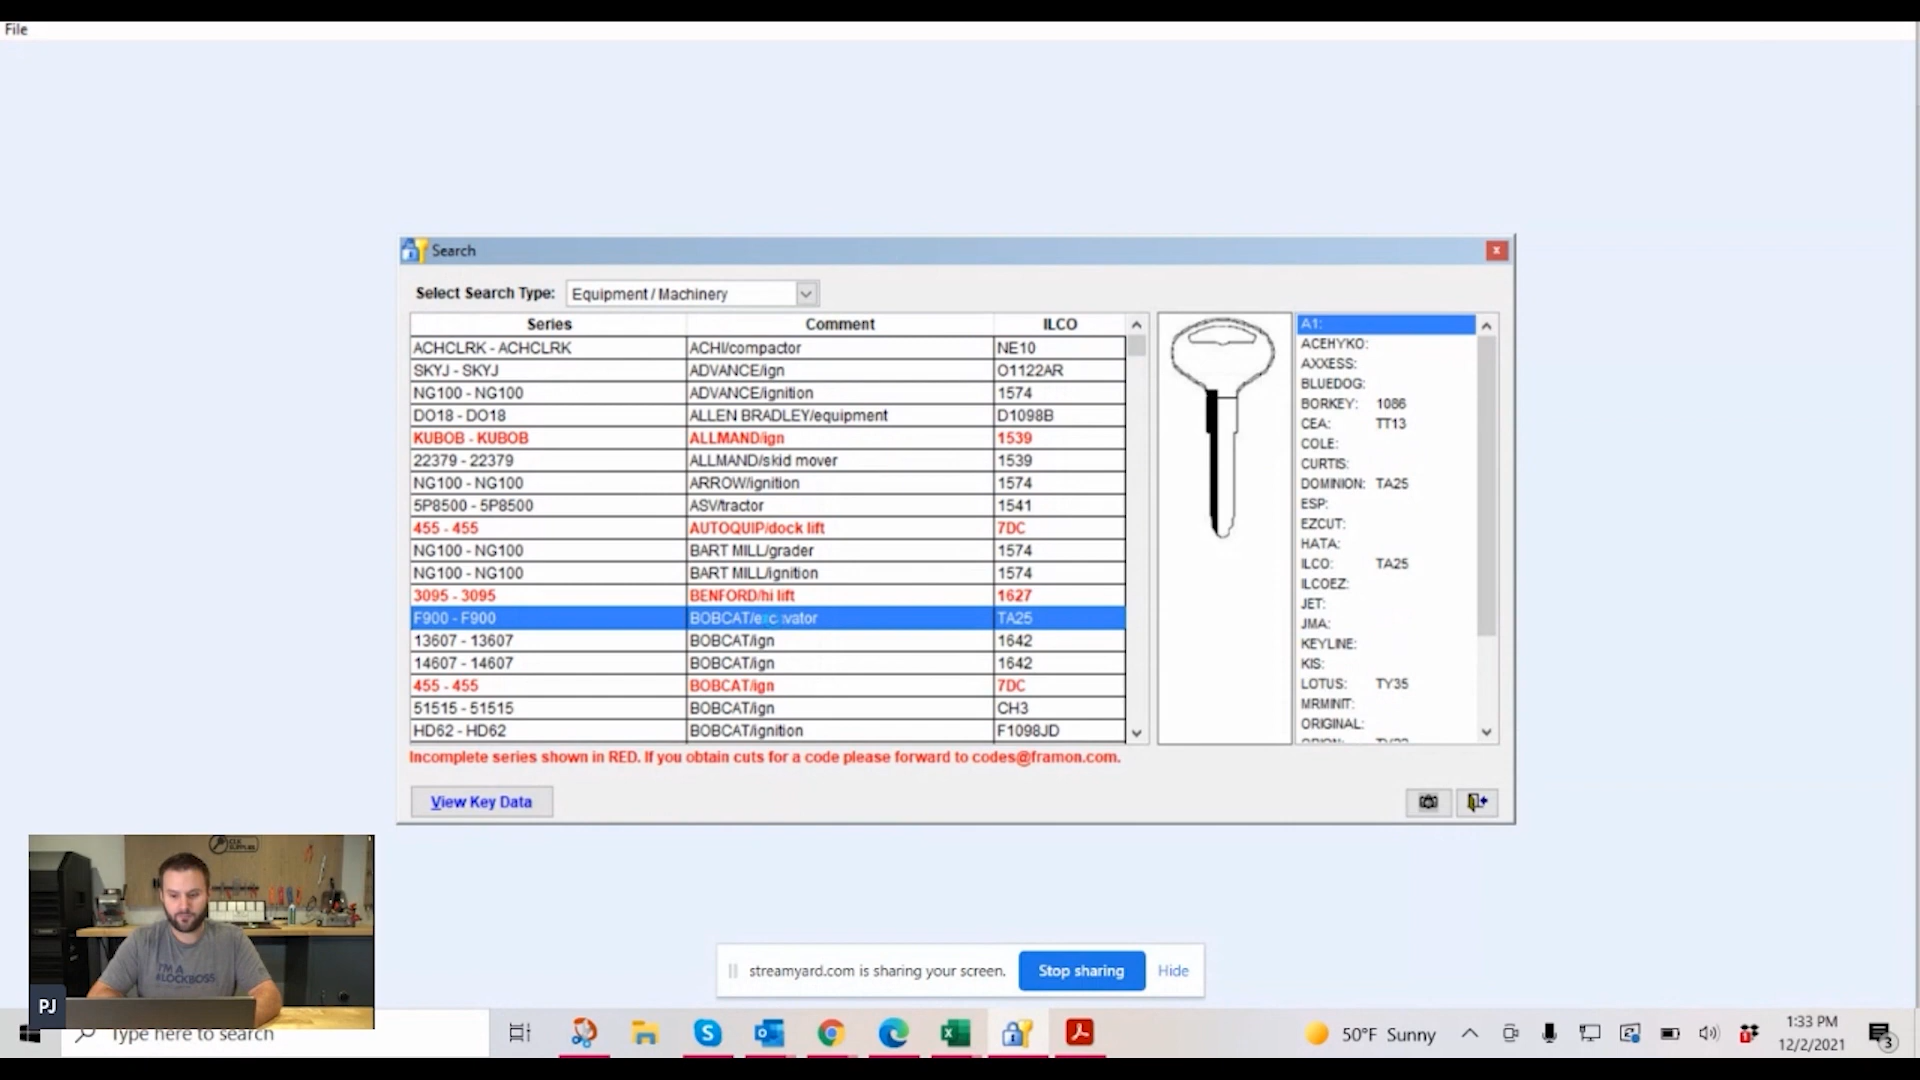 File
Search
Select Search Type: Equipment / Machinery
Series Comment ILCO
ACHCLRK - ACHCLRK ACHI/compactor NE10
SKYJ - SKYJ ADVANCE/ign O1122AR
NG100 - NG100 ADVANCE/ignition 1574
DO18 - DO18 ALLEN BRADLEY/equipment D1098B
KUBOB - KUBOB ALLMAND/ign 1539
22379 - 22379 ALLMAND/skid mover 1539
NG100 - NG100 ARROW/ignition 1574
5P8500 - 5P8500 ASV/tractor 1541
455 - 455 AUTOQUIP/dock lift 7DC
NG100 - NG100 BART MILL/grader 1574
NG100 - NG100 BART MILL/ignition 1574
3095 - 3095 BENFORD/hi lift 1627
F900 - F900 BOBCAT/excavator TA25
13607 - 13607 BOBCAT/ign 1642
14607 - 14607 BOBCAT/ign 1642
455 - 455 BOBCAT/ign 7DC
51515 - 51515 BOBCAT/ign CH3
HD62 - HD62 BOBCAT/ignition F1098JD
A1:
ACEHYKO:
AXXESS:
BLUEDOG:
BORKEY: 1086
CEA: TT13
COLE:
CURTIS:
DOMINION: TA25
ESP:
EZCUT:
HATA:
ILCO: TA25
ILCOEZ:
JET:
JMA:
KEYLINE:
KIS:
LOTUS: TY35
MRMINIT:
ORIGINAL:
Incomplete series shown in RED. If you obtain cuts for a code please forward to codes@framon.com.
View Key Data
CLK SUPPLIES
I'M A
#LOCKBOSS
PJ
streamyard.com is sharing your screen. Stop sharing Hide
Type here to search
50°F Sunny
1:33 PM
12/2/2021
3